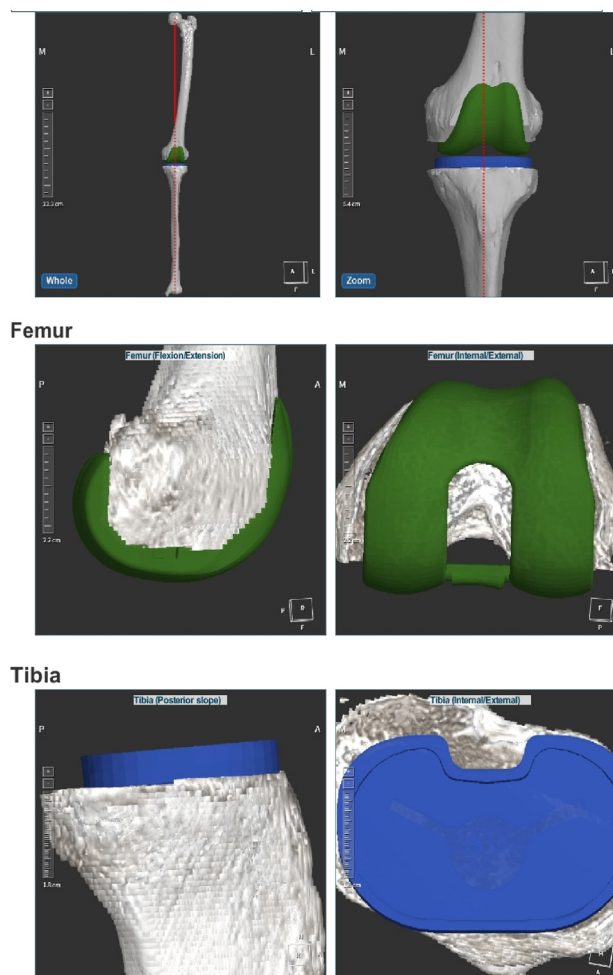 M
L
33.3 cm
Whole
A
L
F
M
L
5.4 cm
Zoom
A
L
F
Femur
Femur (Flexion/Extension)
P
A
2.2 cm
P
R
F
Femur (Internal/External)
M
F
P
Tibia
Tibia (Posterior slope)
P
A
1.8 cm
Tibia (Internal/External)
M